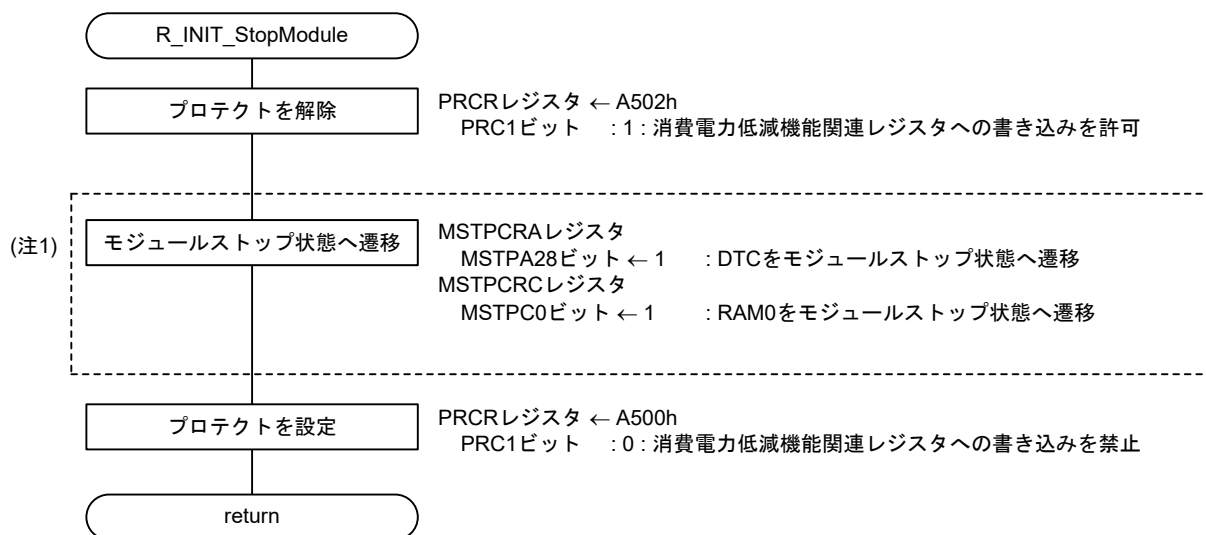 R_INIT_StopModule
プロテクトを解除
PRCRレジスタ ← A502h
PRC1ビット : 1 : 消費電力低減機能関連レジスタへの書き込みを許可
(注1)
モジュールストップ状態へ遷移
MSTPCRAレジスタ
MSTPA28ビット ← 1 : DTCをモジュールストップ状態へ遷移
MSTPCRCレジスタ
MSTPC0ビット ← 1 : RAM0をモジュールストップ状態へ遷移
プロテクトを設定
PRCRレジスタ ← A500h
PRC1ビット : 0 : 消費電力低減機能関連レジスタへの書き込みを禁止
return